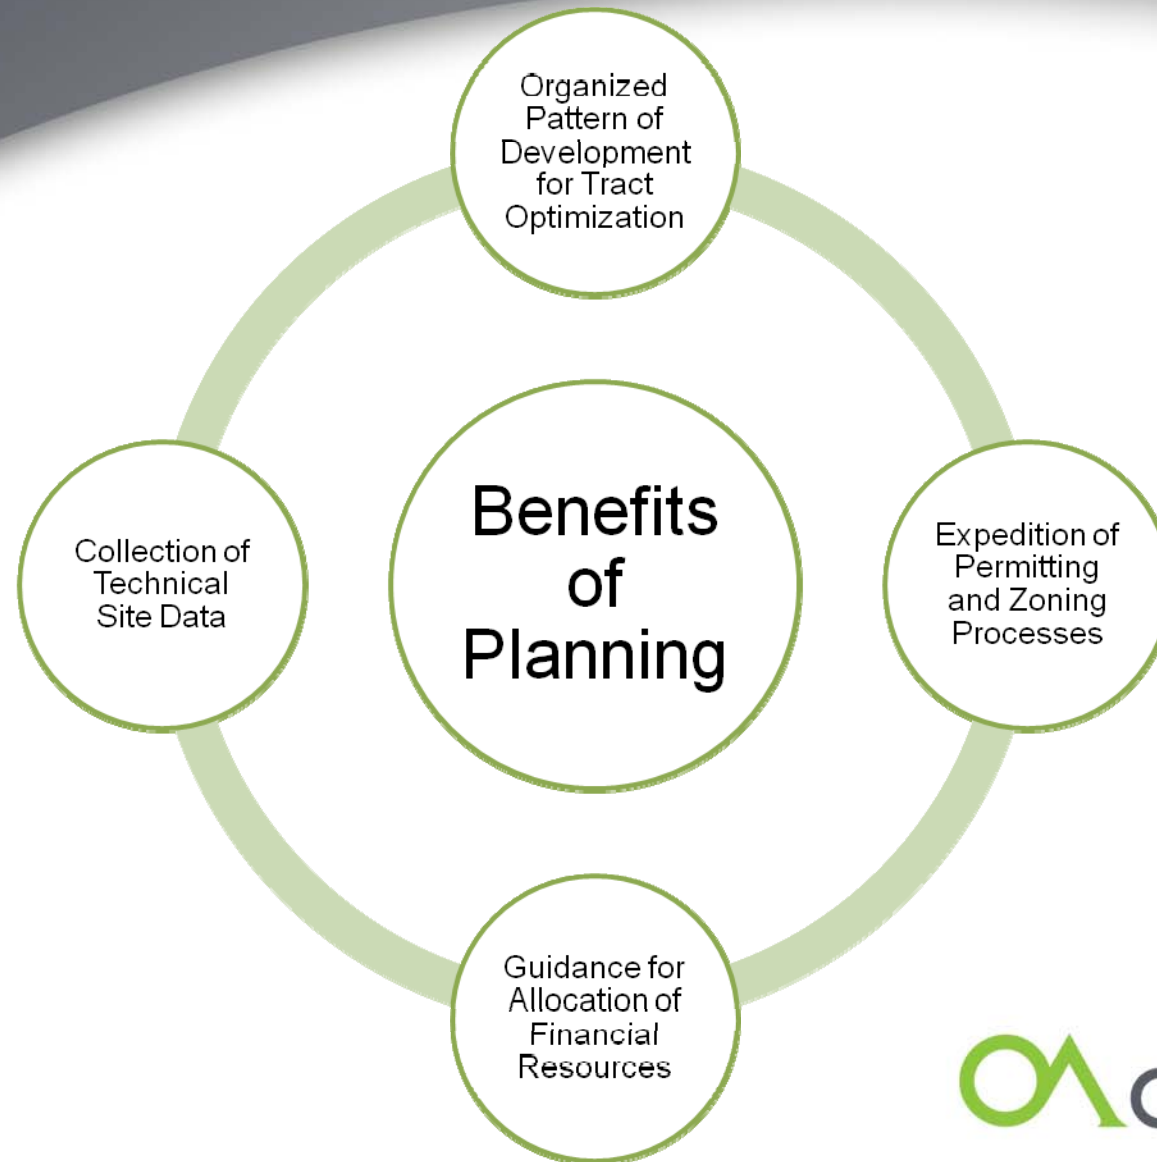 Organized
Pattern of
Development
for Tract
Optimization
Collection of
Technical
Site Data
Benefits
of
Planning
Expedition of
Permitting
and Zoning
Processes
Guidance for
Allocation of
Financial
Resources
OA